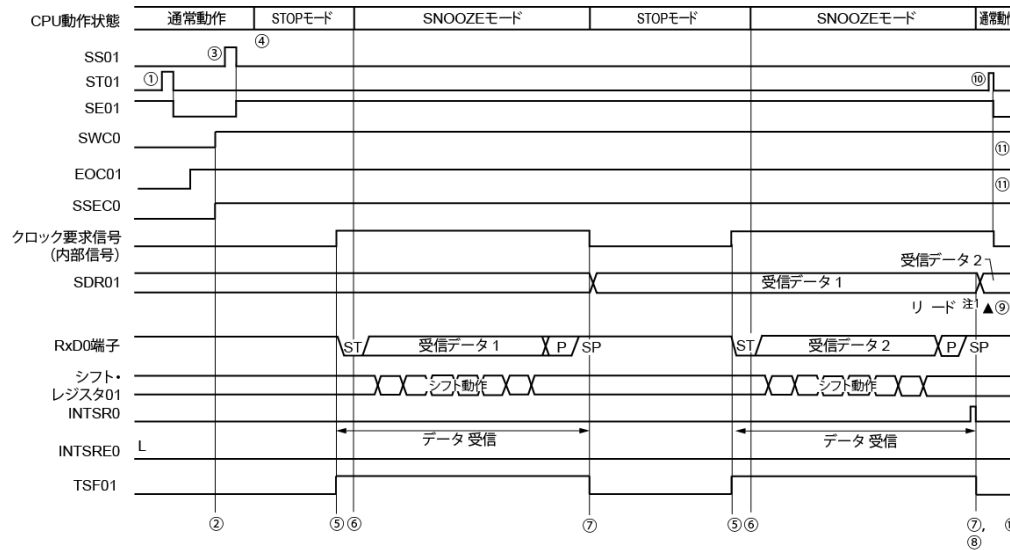 CPU動作状態 通常動作 STOPモード SNOOZEモード STOPモード SNOOZEモード 通常動
④
SS01 ③
ST01 ① ⑩
SE01
SWC0 ⑪
EOC01 ⑪
SSEC0
クロック要求信号
(内部信号)
受信データ 2
SDR01 受信データ 1
リード 注1 ▲⑨
RxD0端子 ST 受信データ 1 P SP ST 受信データ 2 P SP
シフト・
レジスタ01 シフト動作 シフト動作
INTSR0
データ 受信 データ 受信
INTSRE0 L
TSF01
② ⑤ ⑥ ⑦ ⑤ ⑥ ⑦,
⑧